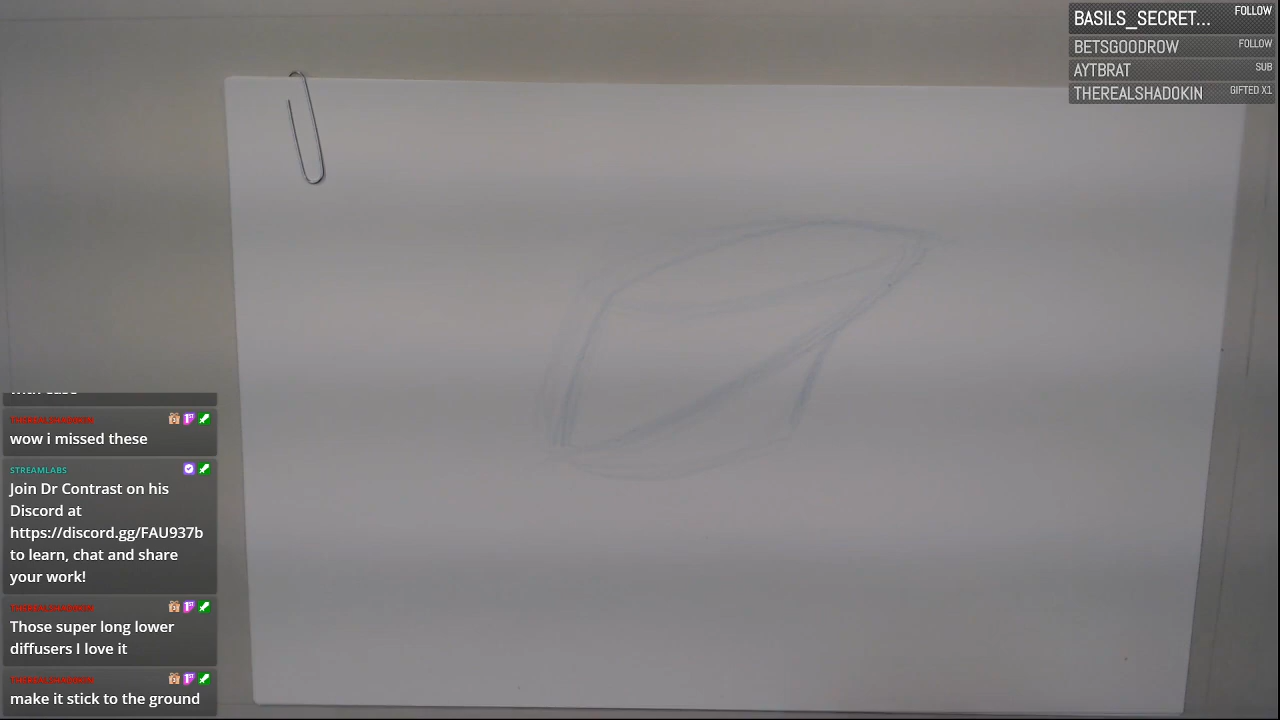 BASILS_SECRET... FOLLOW
BETSGOODROW FOLLOW
AYTBRAT SUB
THEREALSHADOKIN GIFTED X1
wow i missed these
STREAMLABS
Join Dr Contrast on his
Discord at
https://discord.gg/FAU937b
to learn, chat and share
your work!
Those super long lower
diffusers I love it
make it stick to the ground